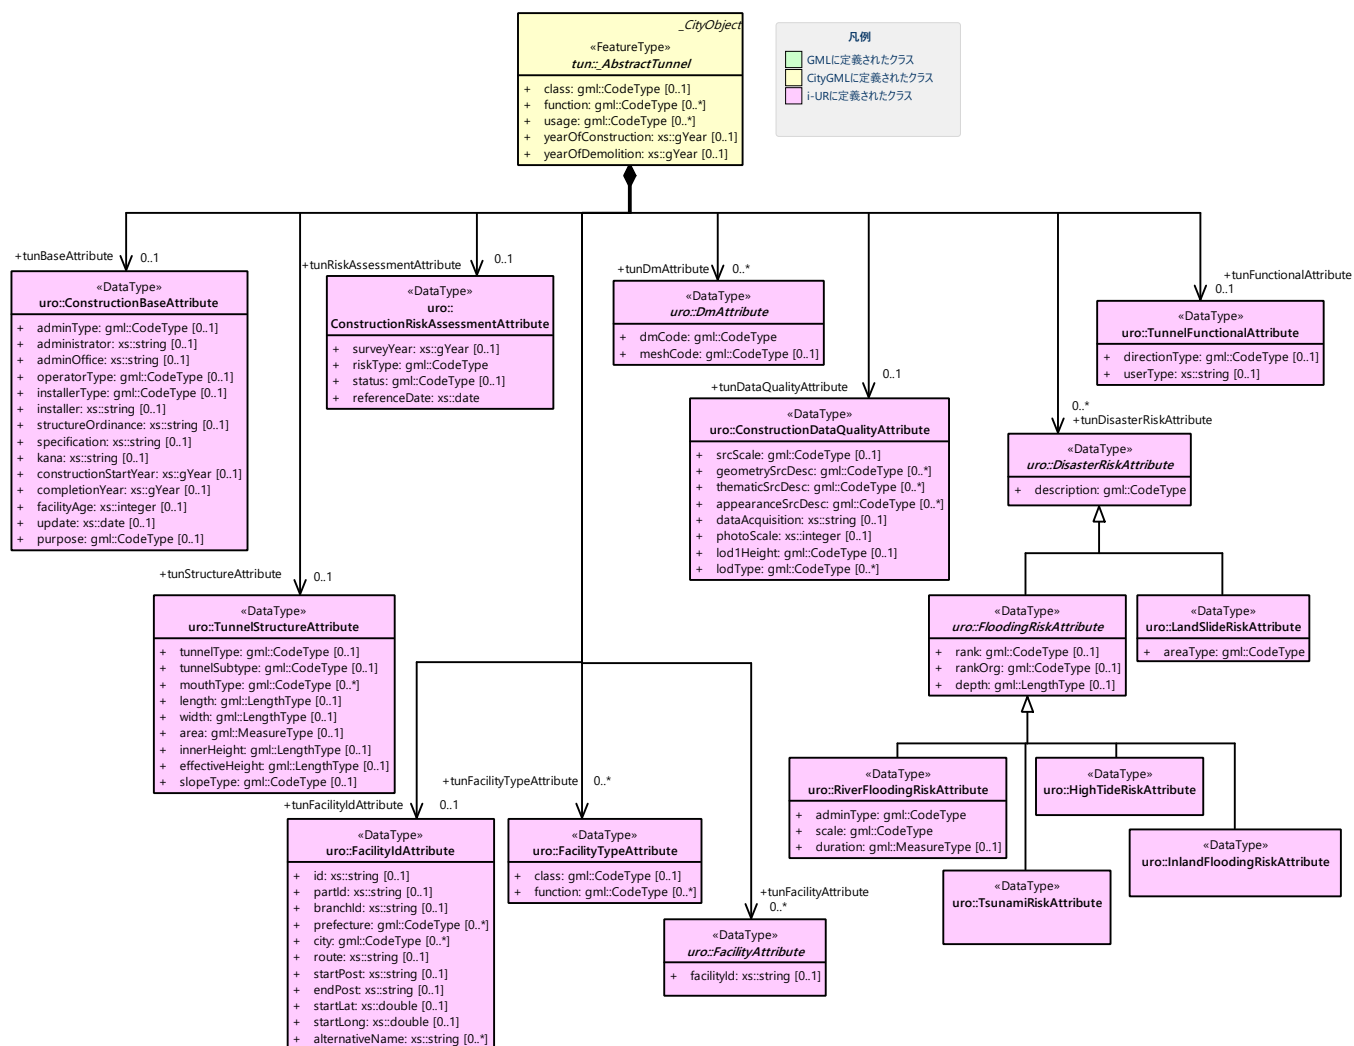 _CityObject
«FeatureType»
tun::_AbstractTunnel
+ class: gml::CodeType [0..1]
+ function: gml::CodeType [0..*]
+ usage: gml::CodeType [0..*]
+ yearOfConstruction: xs::gYear [0..1]
+ yearOfDemolition: xs::gYear [0..1]
凡例
GMLに定義されたクラス
CityGMLに定義されたクラス
i-URに定義されたクラス
+tunBaseAttribute
0..1
«DataType»
uro::ConstructionBaseAttribute
+ adminType: gml::CodeType [0..1]
+ administrator: xs::string [0..1]
+ adminOffice: xs::string [0..1]
+ operatorType: gml::CodeType [0..1]
+ installerType: gml::CodeType [0..1]
+ installer: xs::string [0..1]
+ structureOrdinance: xs::string [0..1]
+ specification: xs::string [0..1]
+ kana: xs::string [0..1]
+ constructionStartYear: xs::gYear [0..1]
+ completionYear: xs::gYear [0..1]
+ facilityAge: xs::integer [0..1]
+ update: xs::date [0..1]
+ purpose: gml::CodeType [0..1]
+tunRiskAssessmentAttribute
0..1
«DataType»
uro::
ConstructionRiskAssessmentAttribute
+ surveyYear: xs::gYear [0..1]
+ riskType: gml::CodeType
+ status: gml::CodeType [0..1]
+ referenceDate: xs::date
+tunDmAttribute
0..*
«DataType»
uro::DmAttribute
+ dmCode: gml::CodeType
+ meshCode: gml::CodeType [0..1]
+tunFunctionalAttribute
0..1
«DataType»
uro::TunnelFunctionalAttribute
+ directionType: gml::CodeType [0..1]
+ userType: xs::string [0..1]
+tunDataQualityAttribute
0..1
«DataType»
uro::ConstructionDataQualityAttribute
+ srcScale: gml::CodeType [0..1]
+ geometrySrcDesc: gml::CodeType [0..*]
+ thematicSrcDesc: gml::CodeType [0..*]
+ appearanceSrcDesc: gml::CodeType [0..*]
+ dataAcquisition: xs::string [0..1]
+ photoScale: xs::integer [0..1]
+ lod1Height: gml::CodeType [0..1]
+ lodType: gml::CodeType [0..*]
0..*
+tunDisasterRiskAttribute
«DataType»
uro::DisasterRiskAttribute
+ description: gml::CodeType
+tunStructureAttribute
0..1
«DataType»
uro::TunnelStructureAttribute
+ tunnelType: gml::CodeType [0..1]
+ tunnelSubtype: gml::CodeType [0..1]
+ mouthType: gml::CodeType [0..*]
+ length: gml::LengthType [0..1]
+ width: gml::LengthType [0..1]
+ area: gml::MeasureType [0..1]
+ innerHeight: gml::LengthType [0..1]
+ effectiveHeight: gml::LengthType [0..1]
+ slopeType: gml::CodeType [0..1]
«DataType»
uro::FloodingRiskAttribute
+ rank: gml::CodeType [0..1]
+ rankOrg: gml::CodeType [0..1]
+ depth: gml::LengthType [0..1]
«DataType»
uro::LandSlideRiskAttribute
+ areaType: gml::CodeType
+tunFacilityIdAttribute
0..1
«DataType»
uro::FacilityIdAttribute
+ id: xs::string [0..1]
+ partId: xs::string [0..1]
+ branchId: xs::string [0..1]
+ prefecture: gml::CodeType [0..*]
+ city: gml::CodeType [0..*]
+ route: xs::string [0..1]
+ startPost: xs::string [0..1]
+ endPost: xs::string [0..1]
+ startLat: xs::double [0..1]
+ startLong: xs::double [0..1]
+ alternativeName: xs::string [0..*]
+tunFacilityTypeAttribute
0..*
«DataType»
uro::FacilityTypeAttribute
+ class: gml::CodeType [0..1]
+ function: gml::CodeType [0..*]
+tunFacilityAttribute
0..*
«DataType»
uro::FacilityAttribute
+ facilityId: xs::string [0..1]
«DataType»
uro::RiverFloodingRiskAttribute
+ adminType: gml::CodeType
+ scale: gml::CodeType
+ duration: gml::MeasureType [0..1]
«DataType»
uro::HighTideRiskAttribute
«DataType»
uro::InlandFloodingRiskAttribute
«DataType»
uro::TsunamiRiskAttribute